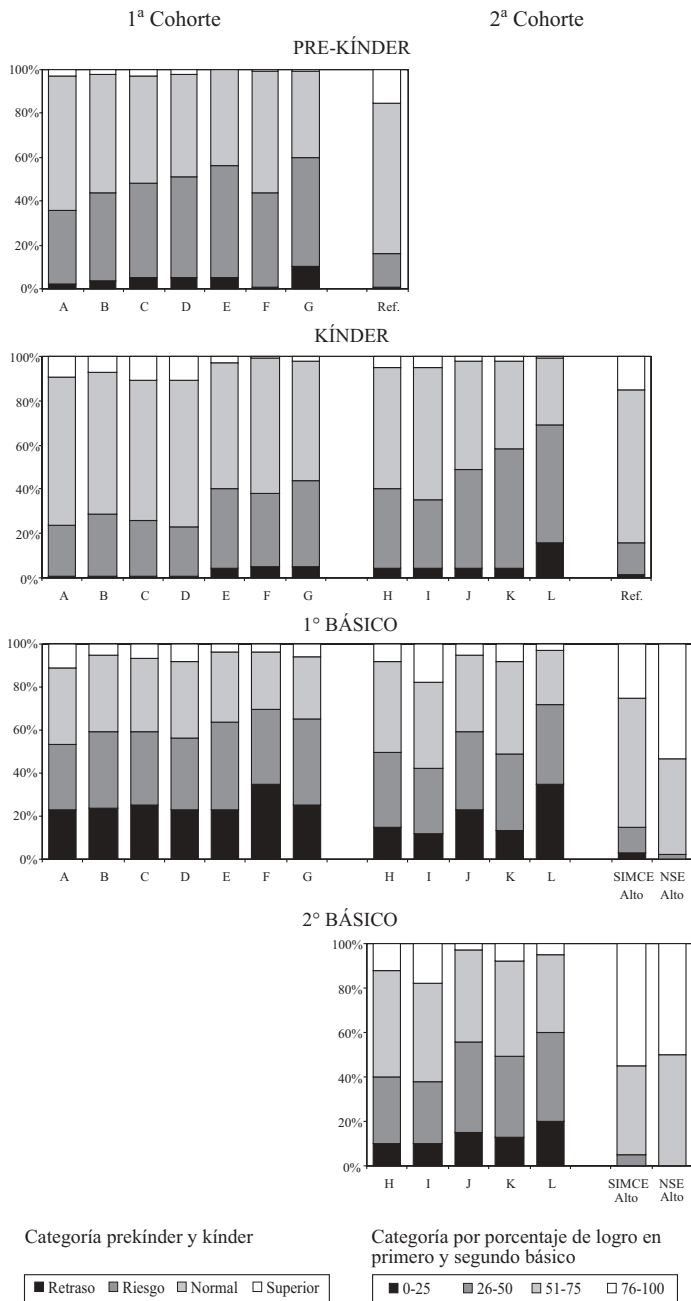 1ª Cohorte 2ª Cohorte
PRE-KÍNDER
100%
80%
60%
40%
20%
0%
A B C D E F G Ref.
KÍNDER
100%
80%
60%
40%
20%
0%
A B C D E F G H I J K L Ref.
1° BÁSICO
100%
80%
60%
40%
20%
0%
A B C D E F G H I J K L SIMCE NSE
Alto Alto
2° BÁSICO
100%
80%
60%
40%
20%
0%
H I J K L SIMCE NSE
Alto Alto
Categoría prekínder y kínder
Retraso Riesgo Normal Superior
Categoría por porcentaje de logro en
primero y segundo básico
0-25 26-50 51-75 76-100